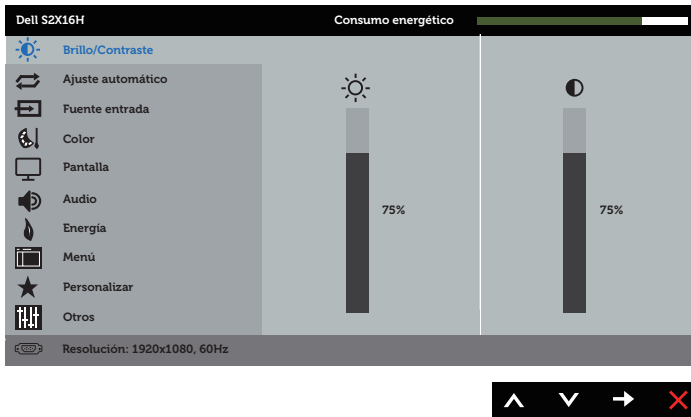 Dell S2X16H
Consumo energético
Brillo/Contraste
Ajuste automático
Fuente entrada
Color
Pantalla
Audio
Energía
Menú
Personalizar
Otros
75%
75%
Resolución: 1920x1080, 60Hz